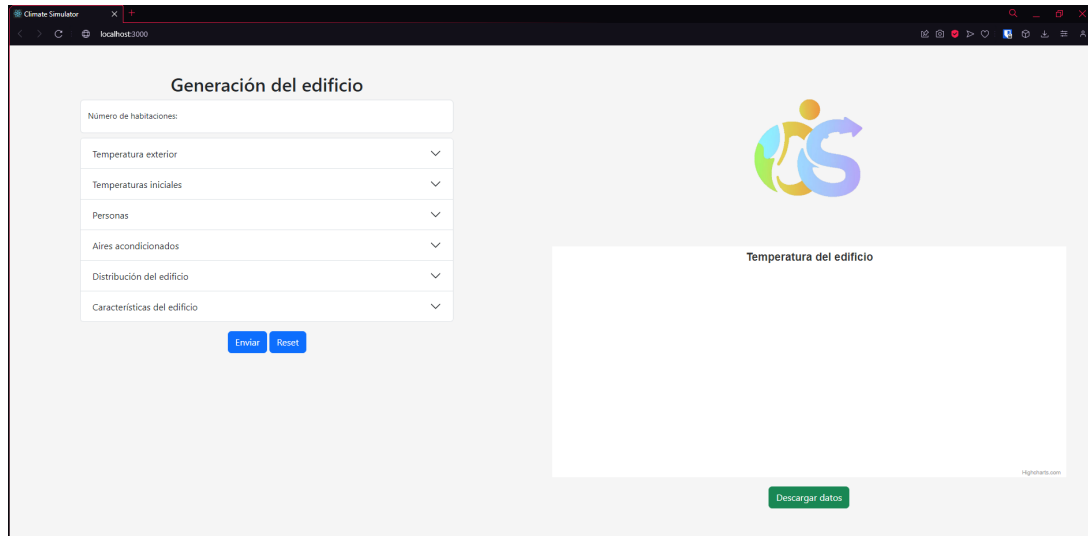 Climate Simulator
localhost:3000
Generación del edificio
Número de habitaciones:
Temperatura exterior
Temperaturas iniciales
Personas
Aires acondicionados
Distribución del edificio
Características del edificio
Enviar
Reset
CS
Temperatura del edificio
Highcharts.com
Descargar datos